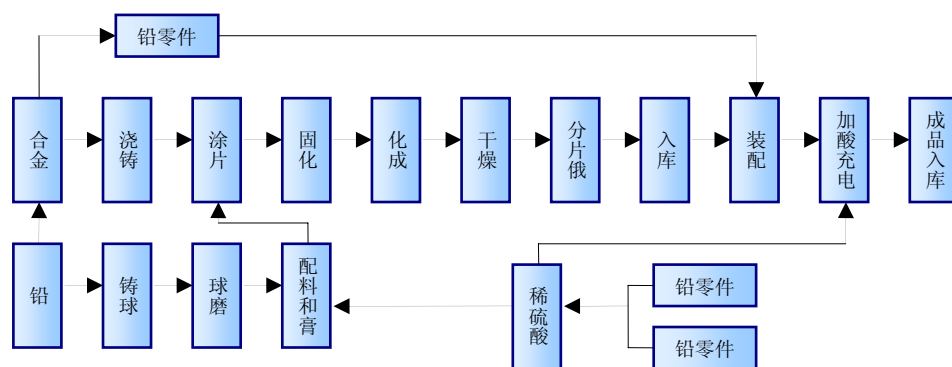 铅零件
合金
浇铸
涂片
固化
化成
干燥
分片俄
入库
装配
加酸充电
成品入库
铅
铸球
球磨
配料和膏
稀硫酸
铅零件
铅零件